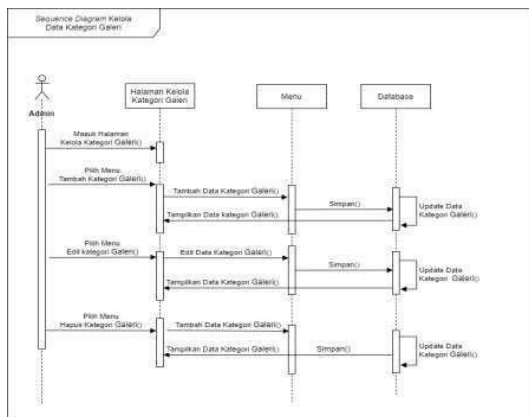 Sequence Diagram Kelola
Data Kategori Galeri
Halaman Kelola
Kategori Galeri
Menu
Database
Admin
Masuk Halaman
Kelola Kategori Galeri()
Pilih Menu
Tambah Kategori Galeri()
Tambah Data Kategori Galeri()
Simpan()
Update Data
Kategori Galeri()
Tampilkan Data Kategori Galeri()
Pilih Menu
Edit kategori Galeri()
Edit Data Kategori Galeri()
Simpan()
Update Data
Kategori Galeri()
Tampilkan Data Kategori Galeri()
Pilih Menu
Hapus Kategori Galeri()
Tambah Data Kategori Galeri()
Tampilkan Data Kategori Galeri()
Simpan()
Update Data
Kategori Galeri()